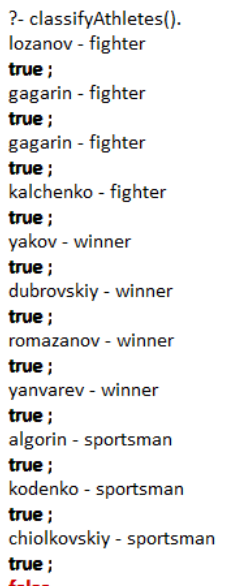 ?- classifyAthletes().
lozanov - fighter
true ;
gagarin - fighter
true ;
gagarin - fighter
true ;
kalchenko - fighter
true ;
yakov - winner
true ;
dubrovskiy - winner
true ;
romazanov - winner
true ;
yanvarev - winner
true ;
algorin - sportsman
true ;
kodenko - sportsman
true ;
chiolkovskiy - sportsman
true ;
false